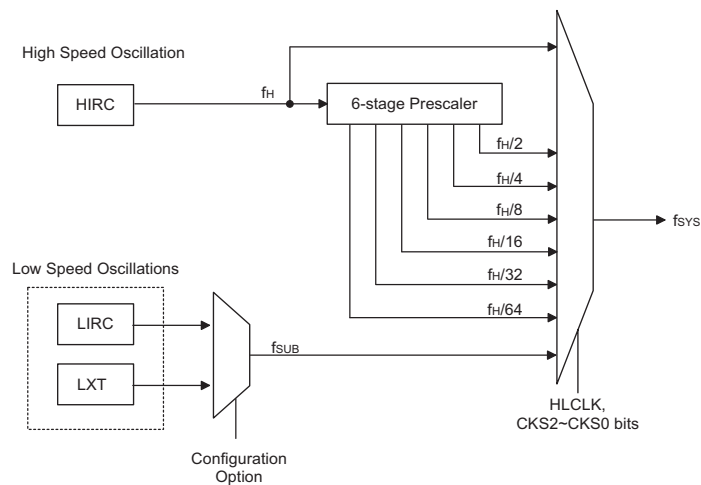 High Speed Oscillation
HIRC
fH
6-stage Prescaler
fH/2
fH/4
fH/8
fH/16
fH/32
fH/64
fSYS
Low Speed Oscillations
LIRC
LXT
fSUB
HLCLK,
CKS2~CKS0 bits
Configuration
Option